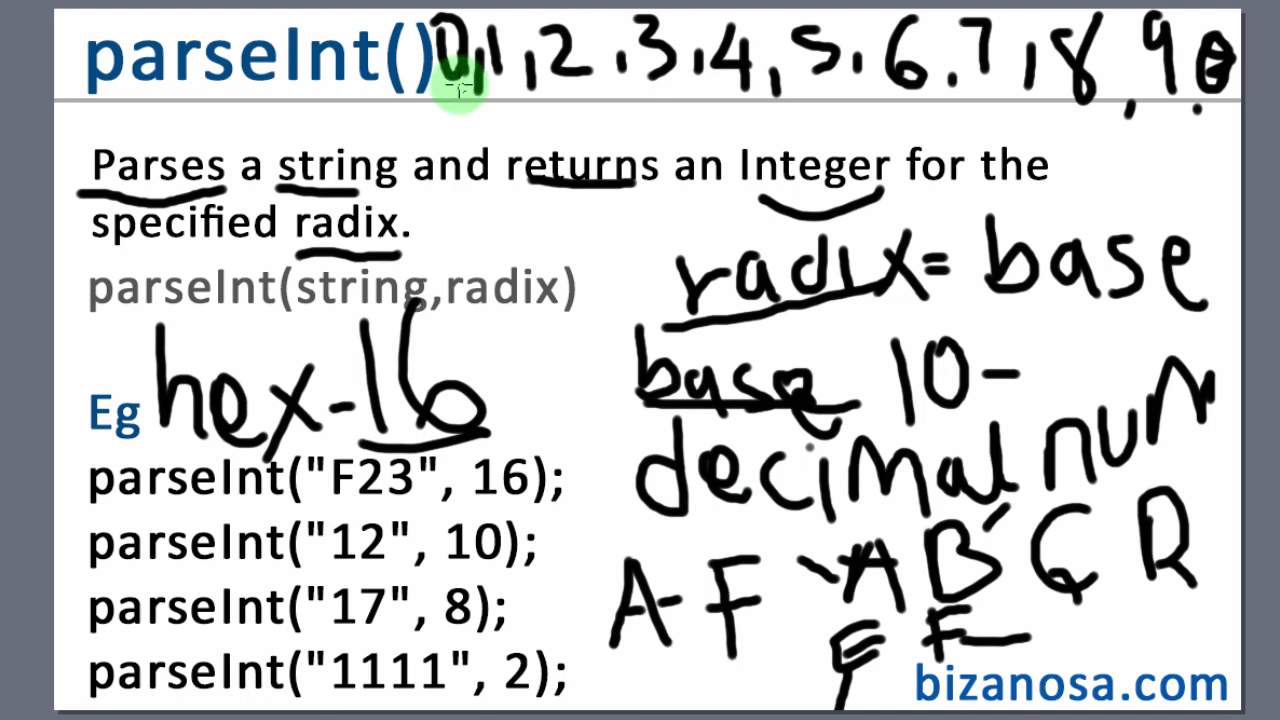 parseInt() 0,1,2,3,4,5,6,7,8,9,
Parses a string and returns an Integer for the
specified radix.
radix = base
parseInt(string,radix)
hex-16
base 10 -
Eg
decimal num
parseInt("F23", 16);
parseInt("12", 10);
A-F A B C
parseInt("17", 8);
E F
parseInt("1111", 2);
bizanosa.com